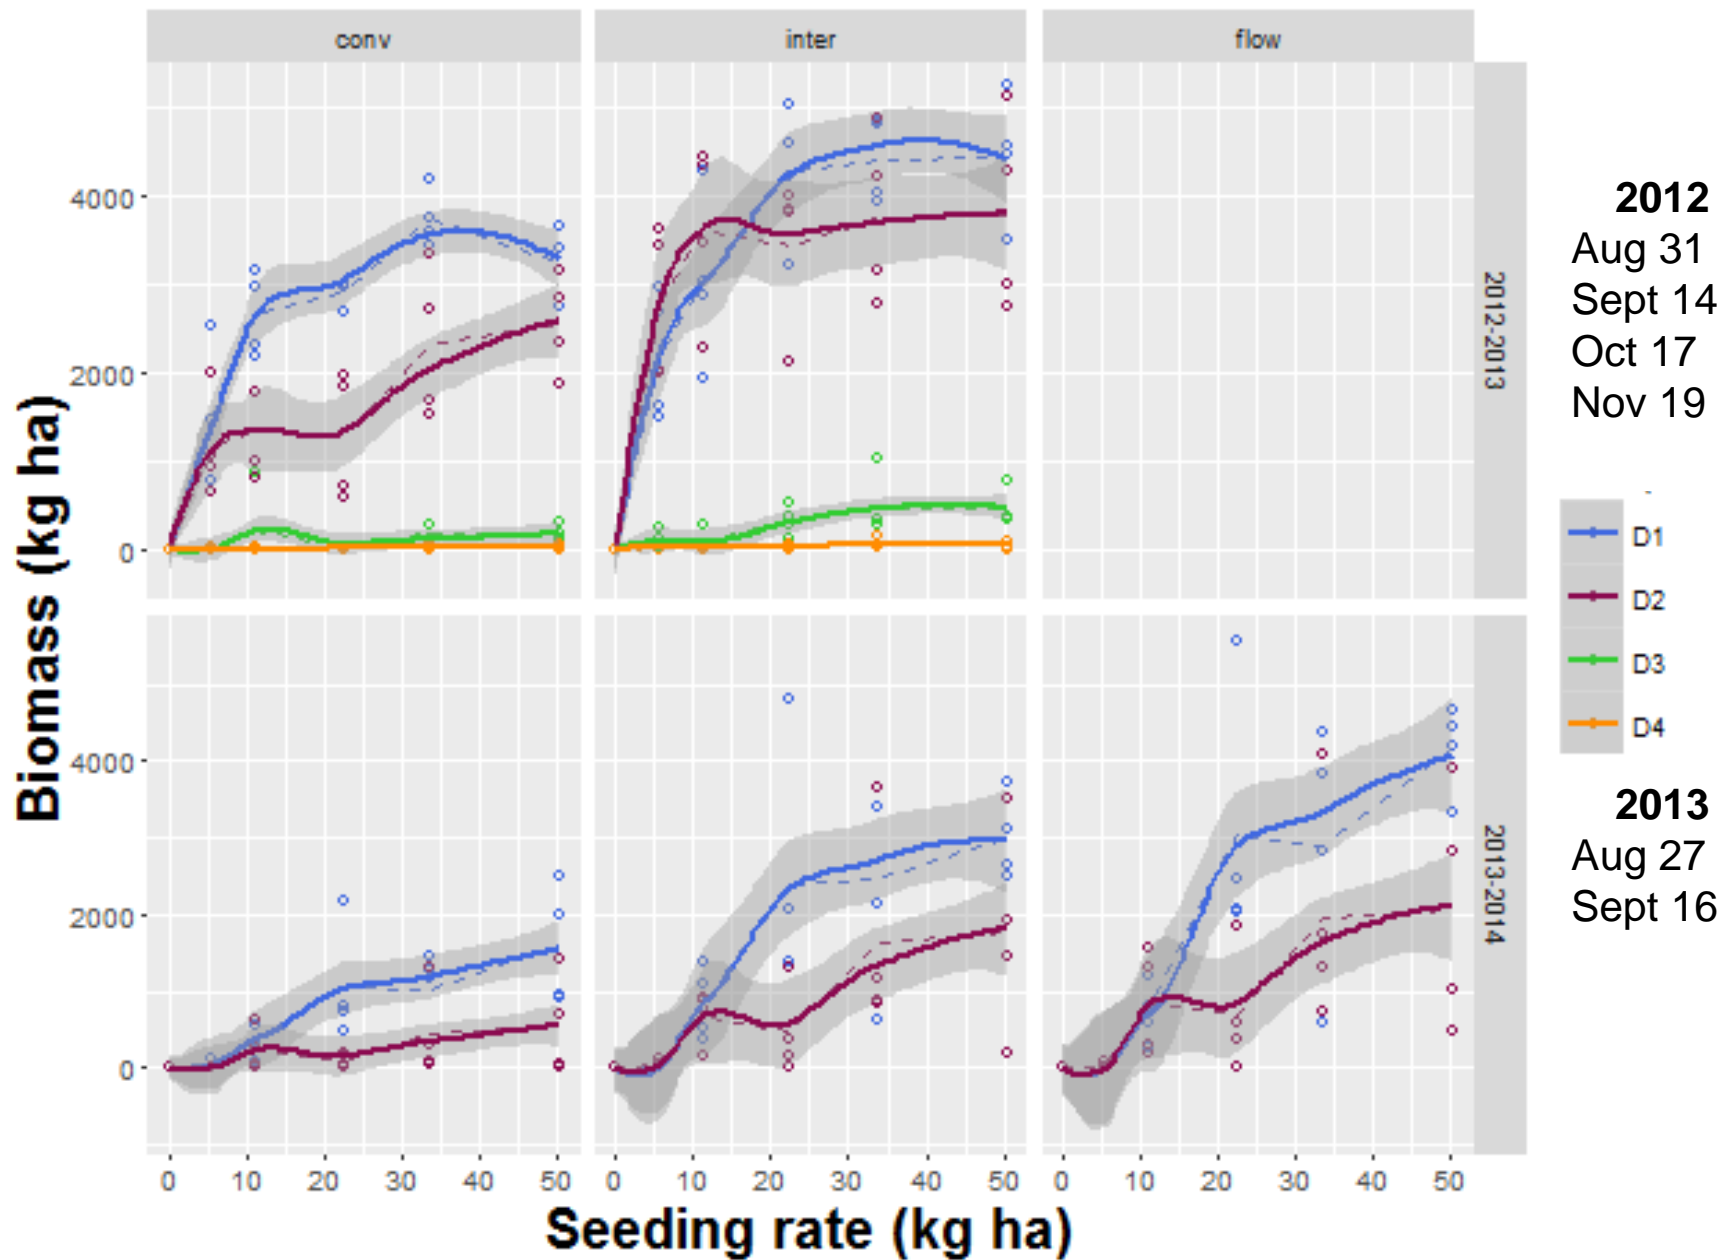 conv inter flow
4000
2000
0
2012-2013
4000
2000
0
2013-2014
0 10 20 30 40 50 0 10 20 30 40 50 0 10 20 30 40 50
Biomass (kg ha)
Seeding rate (kg ha)
2012
Aug 31
Sept 14
Oct 17
Nov 19
D1
D2
D3
D4
2013
Aug 27
Sept 16